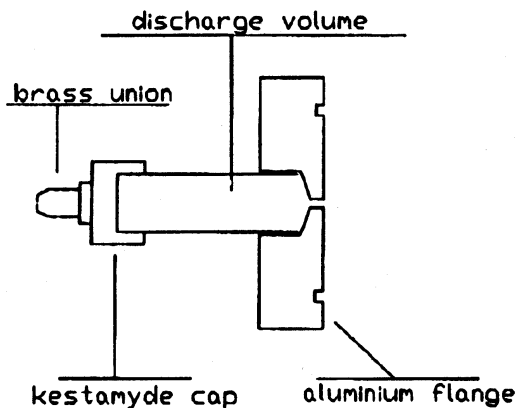 discharge volume
brass union
kestamyde cap
aluminium flange